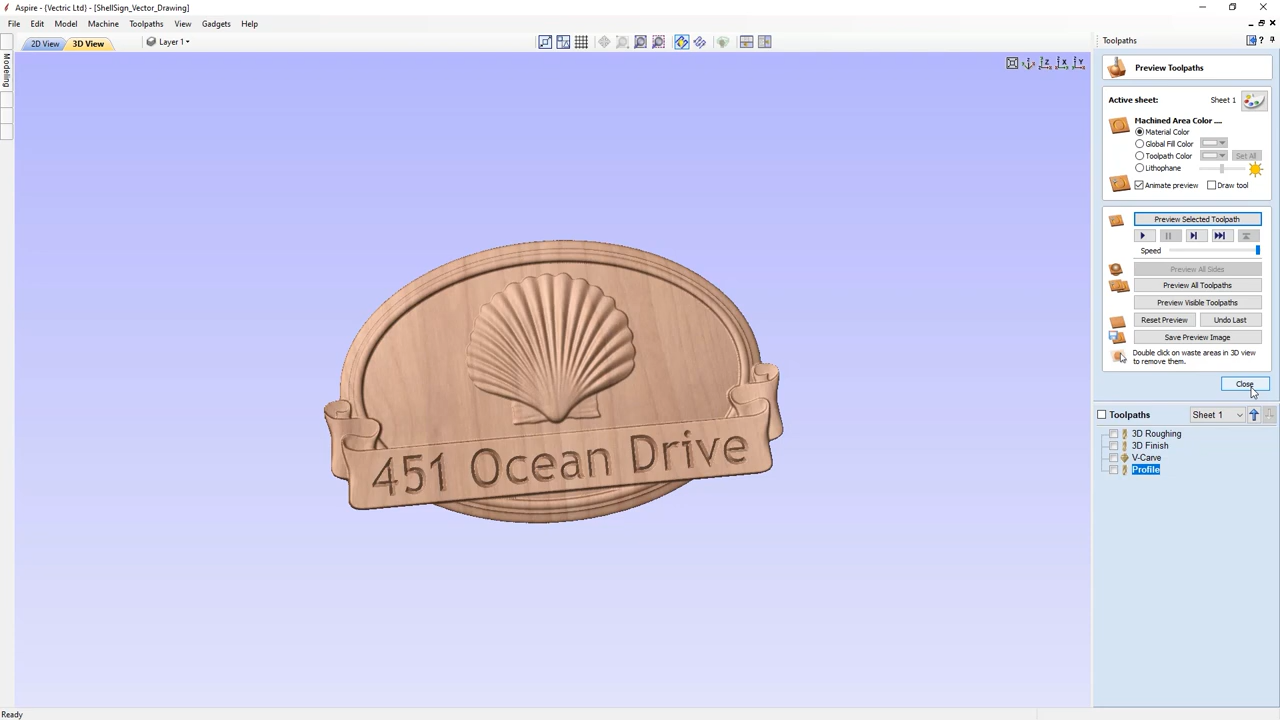 Aspire - {Vectric Ltd} - [ShellSign_Vector_Drawing]
File Edit Model Machine Toolpaths View Gadgets Help
2D View 3D View Layer 1
Modeling
451 Ocean Drive
Toolpaths
Preview Toolpaths
Active sheet: Sheet 1
Machined Area Color ....
Material Color
Global Fill Color
Toolpath Color Set All
Lithophane
Animate preview Draw tool
Preview Selected Toolpath
Speed
Preview All Sides
Preview All Toolpaths
Preview Visible Toolpaths
Reset Preview Undo Last
Save Preview Image
Double click on waste areas in 3D view
to remove them.
Close
Toolpaths Sheet 1
3D Roughing
3D Finish
V-Carve
Profile
Ready